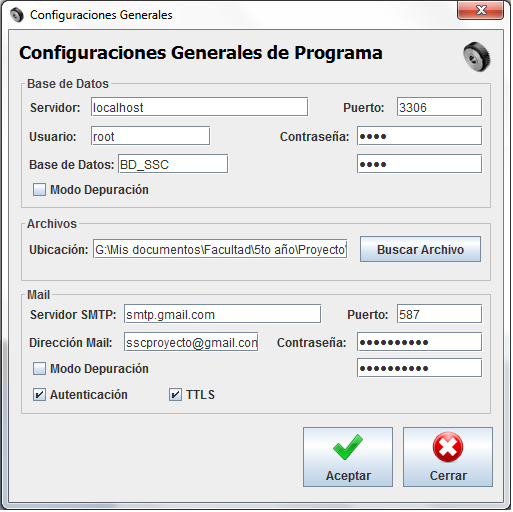 Configuraciones Generales
Configuraciones Generales de Programa
Base de Datos
Servidor: localhost Puerto: 3306
Usuario: root Contraseña: ●●●●
Base de Datos: BD_SSC ●●●●
Modo Depuración
Archivos
Ubicación: G:\Mis documentos\Facultad\5to año\Proyecto\ Buscar Archivo
Mail
Servidor SMTP: smtp.gmail.com Puerto: 587
Dirección Mail: sscproyecto@gmail.com Contraseña: ●●●●●●●●●●
Modo Depuración ●●●●●●●●●●
Autenticación TTLS
Aceptar Cerrar